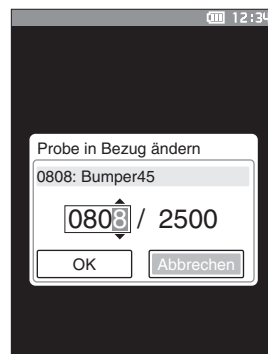 12:34
Probe in Bezug ändern
0808: Bumper45
0808 / 2500
OK
Abbrechen